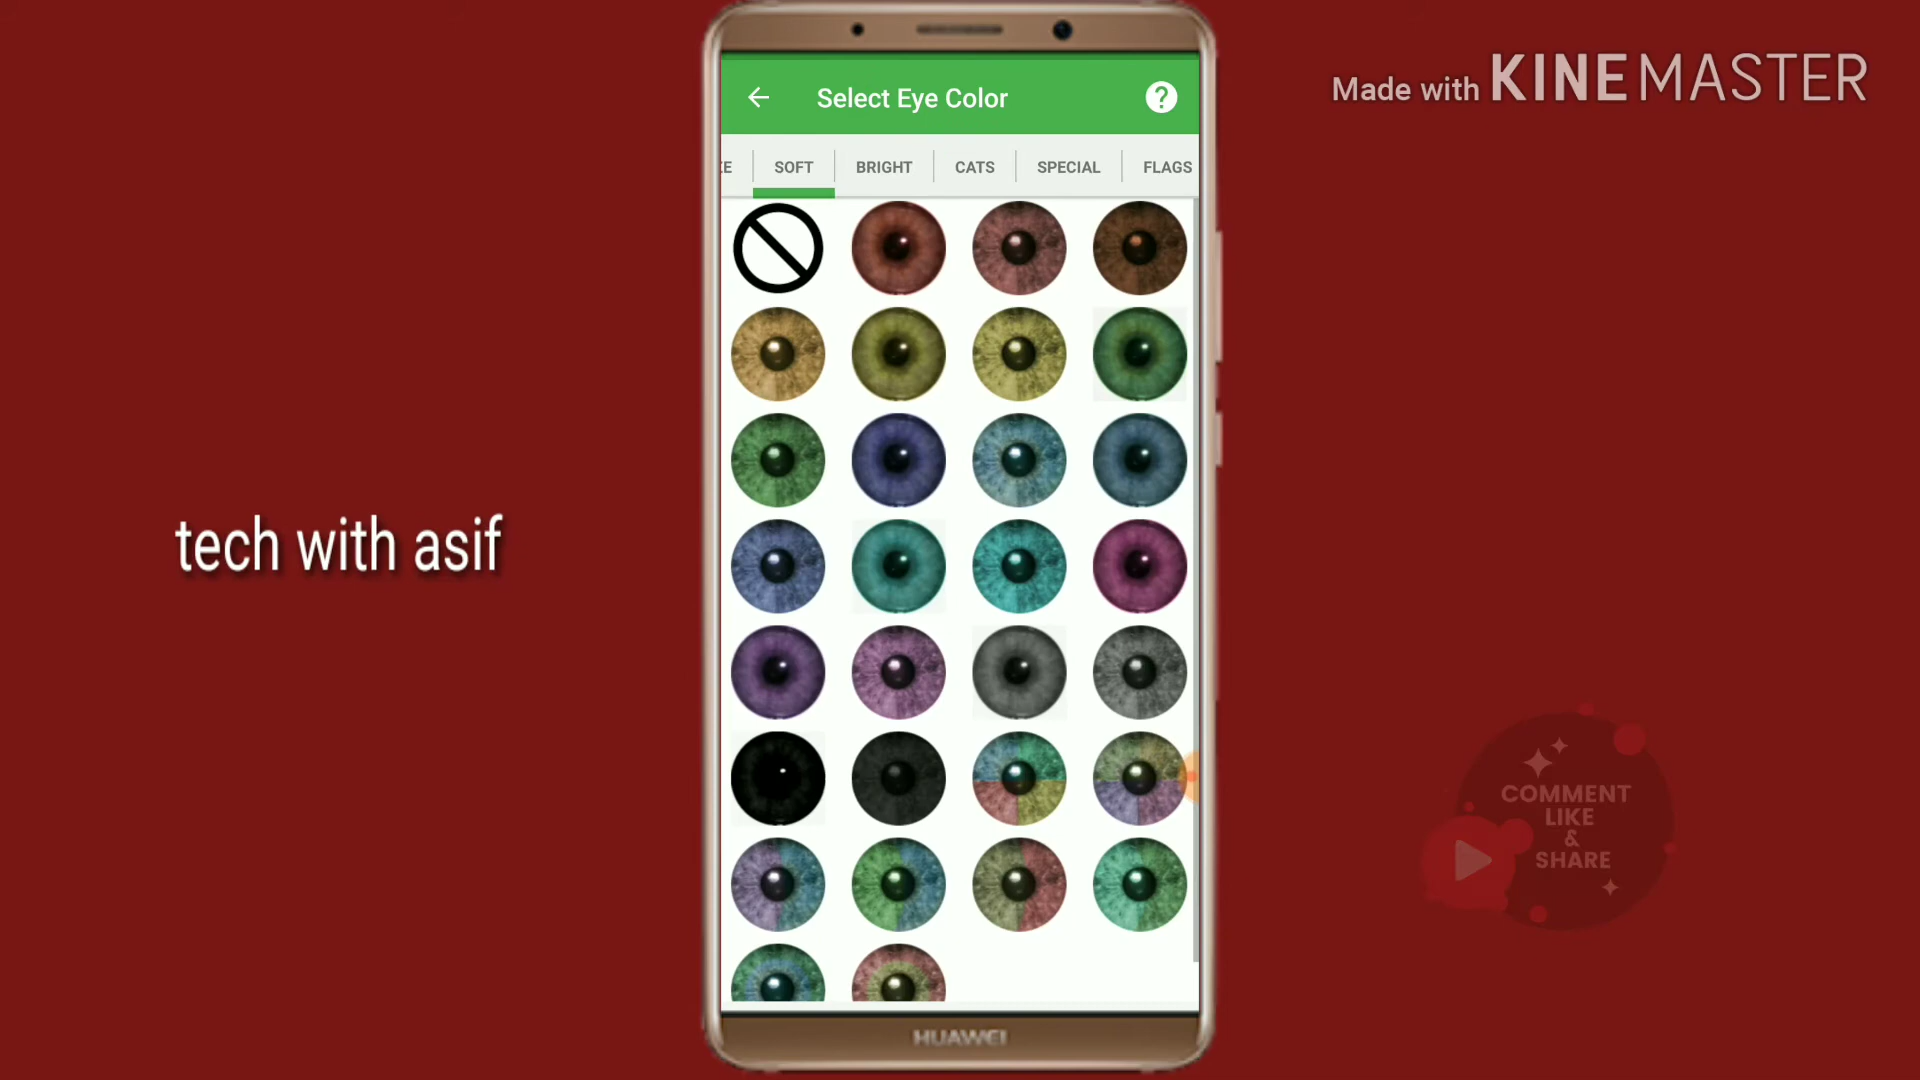 Made with KINEMASTER
Select Eye Color
?
SOFT
BRIGHT
CATS
SPECIAL
FLAGS
tech with asif
COMMENT
LIKE
&
SHARE
HUAWEI